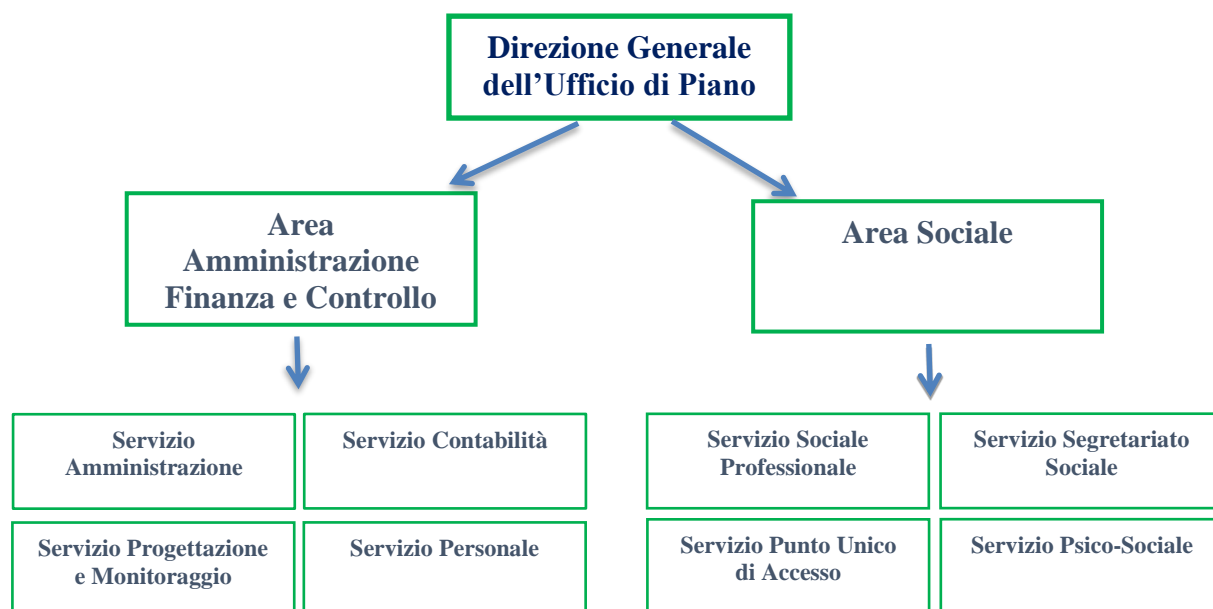 Direzione Generale
dell’Ufficio di Piano
Area
Amministrazione
Finanza e Controllo
Area Sociale
Servizio
Amministrazione
Servizio Contabilità
Servizio Sociale
Professionale
Servizio Segretariato
Sociale
Servizio Progettazione
e Monitoraggio
Servizio Personale
Servizio Punto Unico
di Accesso
Servizio Psico-Sociale